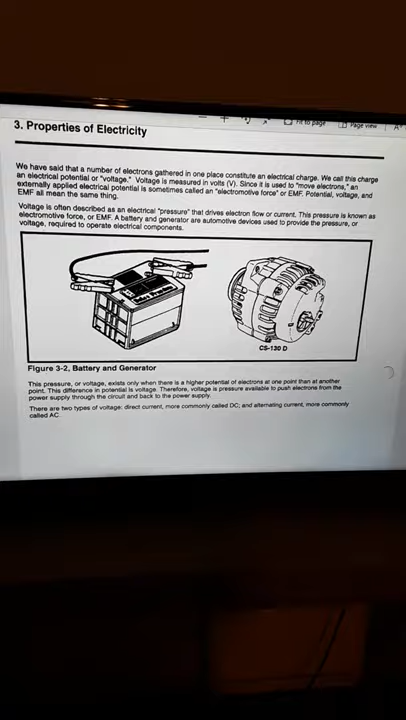 Fit to page
Page view
A
3. Properties of Electricity
We have said that a number of electrons gathered in one place constitute an electrical charge. We call this charge
an electrical potential or "voltage." Voltage is measured in volts (V). Since it is used to "move electrons," an
externally applied electrical potential is sometimes called an "electromotive force" or EMF. Potential, voltage, and
EMF all mean the same thing.
Voltage is often described as an electrical "pressure" that drives electron flow or current. This pressure is known as
electromotive force, or EMF. A battery and generator are automotive devices used to provide the pressure, or
voltage, required to operate electrical components.
CS-130 D
Figure 3-2, Battery and Generator
This pressure, or voltage, exists only when there is a higher potential of electrons at one point than at another
point. This difference in potential is voltage. Therefore, voltage is pressure available to push electrons from the
power supply through the circuit and back to the power supply.
There are two types of voltage: direct current, more commonly called DC; and alternating current, more commonly
called AC.